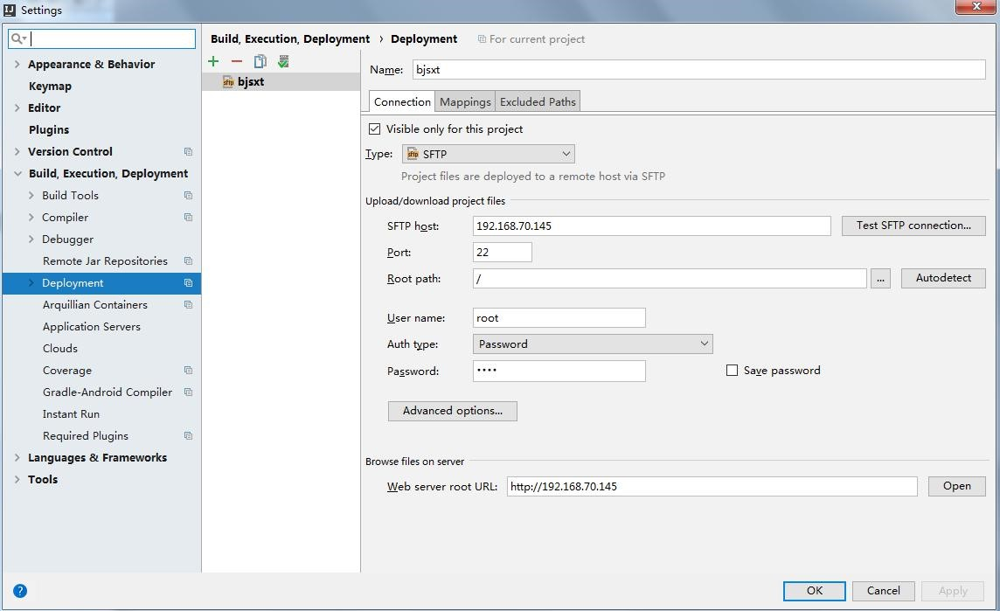 Settings
Appearance & Behavior
Keymap
Editor
Plugins
Version Control
Build, Execution, Deployment
Build Tools
Compiler
Debugger
Remote Jar Repositories
Deployment
Arquillian Containers
Application Servers
Clouds
Coverage
Gradle-Android Compiler
Instant Run
Required Plugins
Languages & Frameworks
Tools
Build, Execution, Deployment › Deployment For current project
bjsxt
Name: bjsxt
Connection Mappings Excluded Paths
Visible only for this project
Type: SFTP
Project files are deployed to a remote host via SFTP
Upload/download project files
SFTP host: 192.168.70.145 Test SFTP connection...
Port: 22
Root path: / ... Autodetect
User name: root
Auth type: Password
Password: •••• Save password
Advanced options...
Browse files on server
Web server root URL: http://192.168.70.145 Open
? OK Cancel Apply